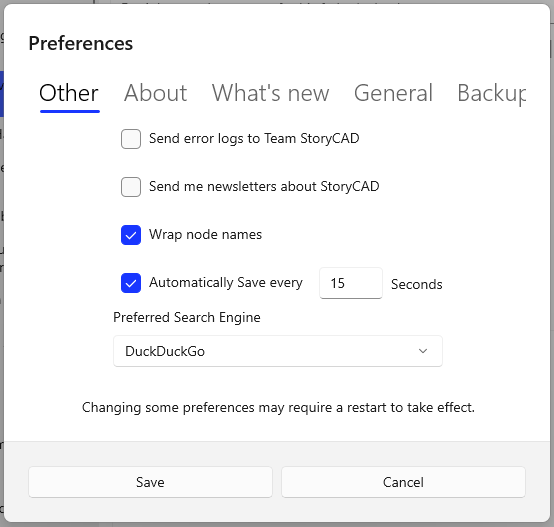 Preferences
Other About What's new General Backup
Send error logs to Team StoryCAD
Send me newsletters about StoryCAD
Wrap node names
Automatically Save every 15 Seconds
Preferred Search Engine
DuckDuckGo
Changing some preferences may require a restart to take effect.
Save Cancel